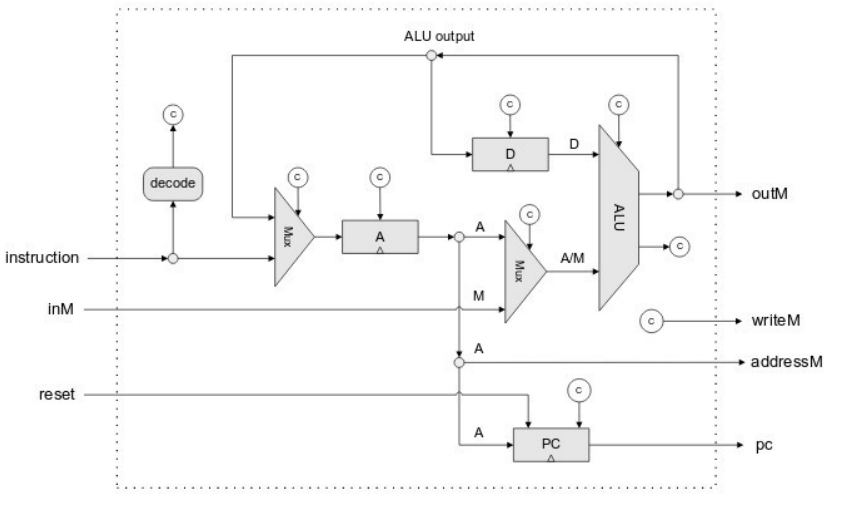 ALU output
C
C
C
D
D
decode
C
C
outM
Mux
ALU
C
A
A
instruction
Mux
A/M
C
inM
M
C
writeM
A
addressM
reset
C
A
PC
pc